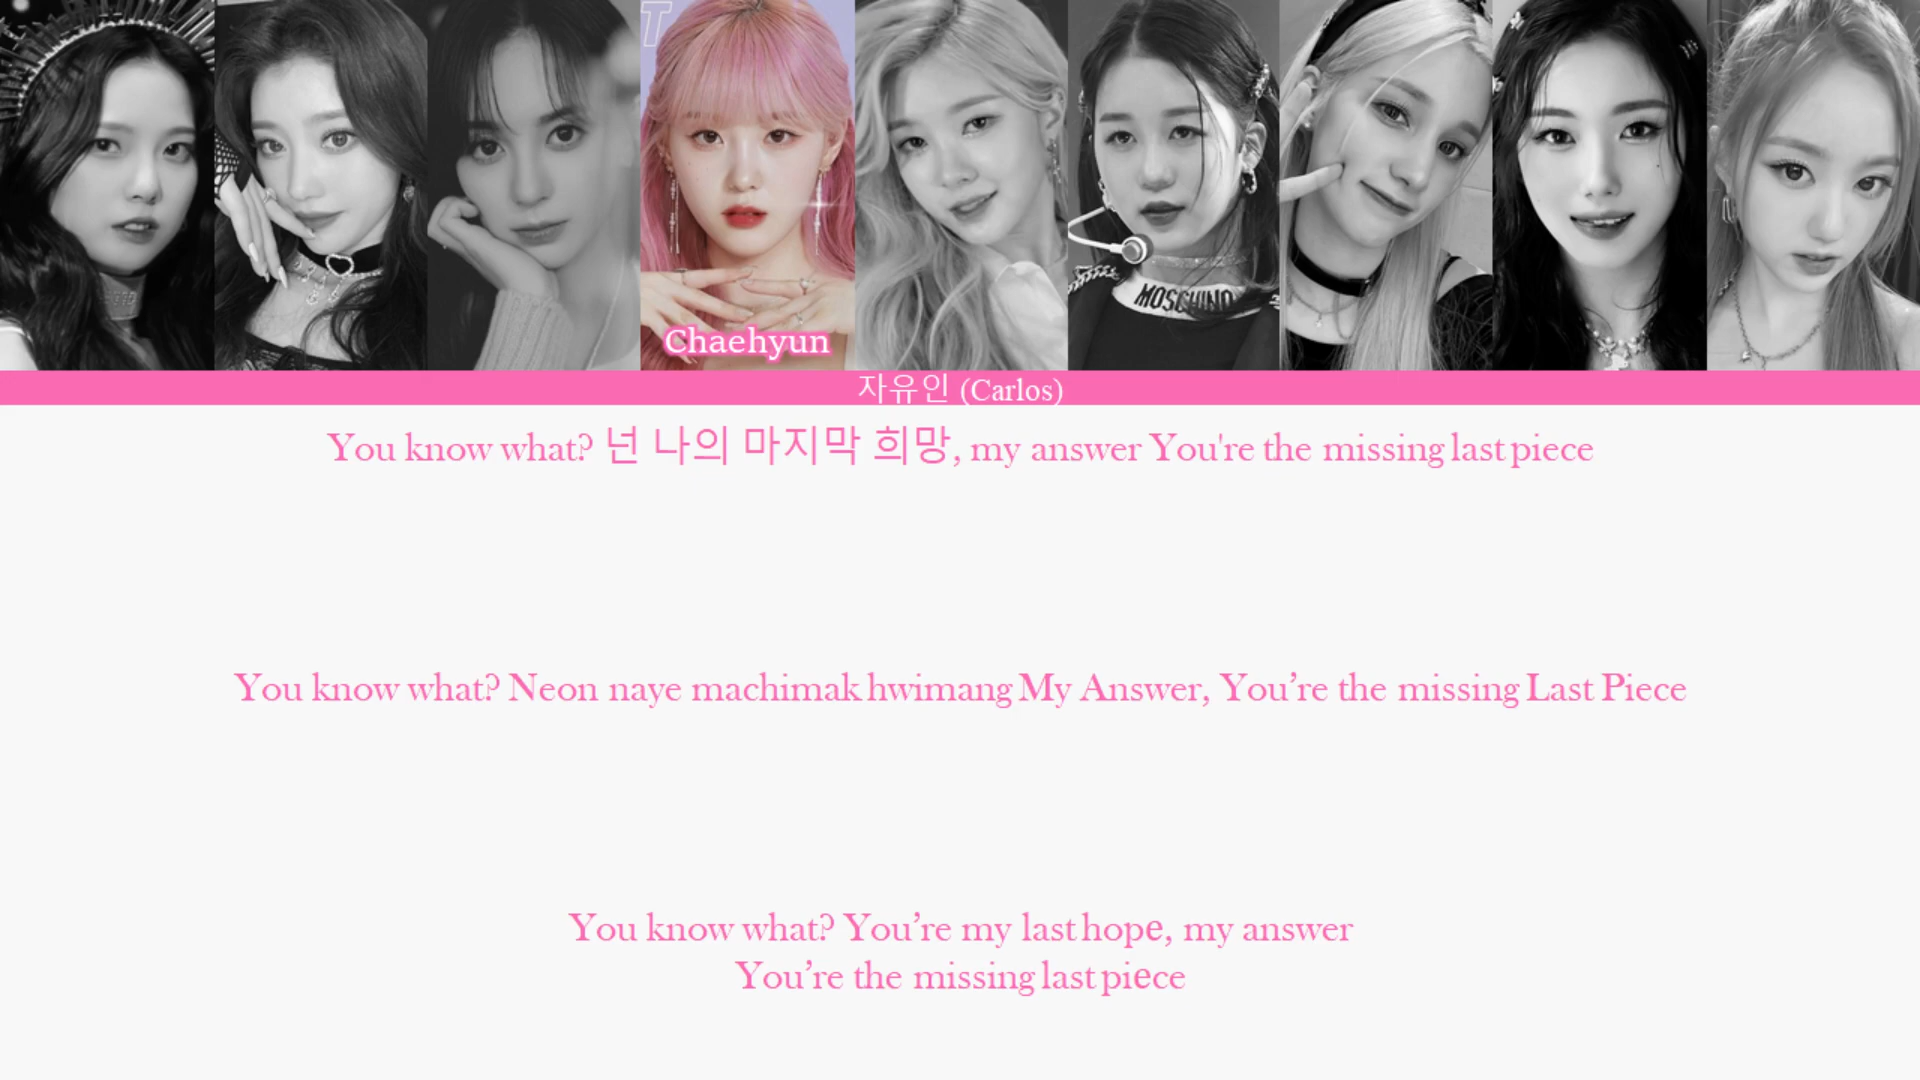 T
MOSCHINO
Chaehyun
자유인 (Carlos)
You know what? 넌 나의 마지막 희망, my answer You're the missing last piece
You know what? Neon naye machimak hwimang My Answer, You’re the missing Last Piece
You know what? You’re my last hope, my answer
You’re the missing last piece